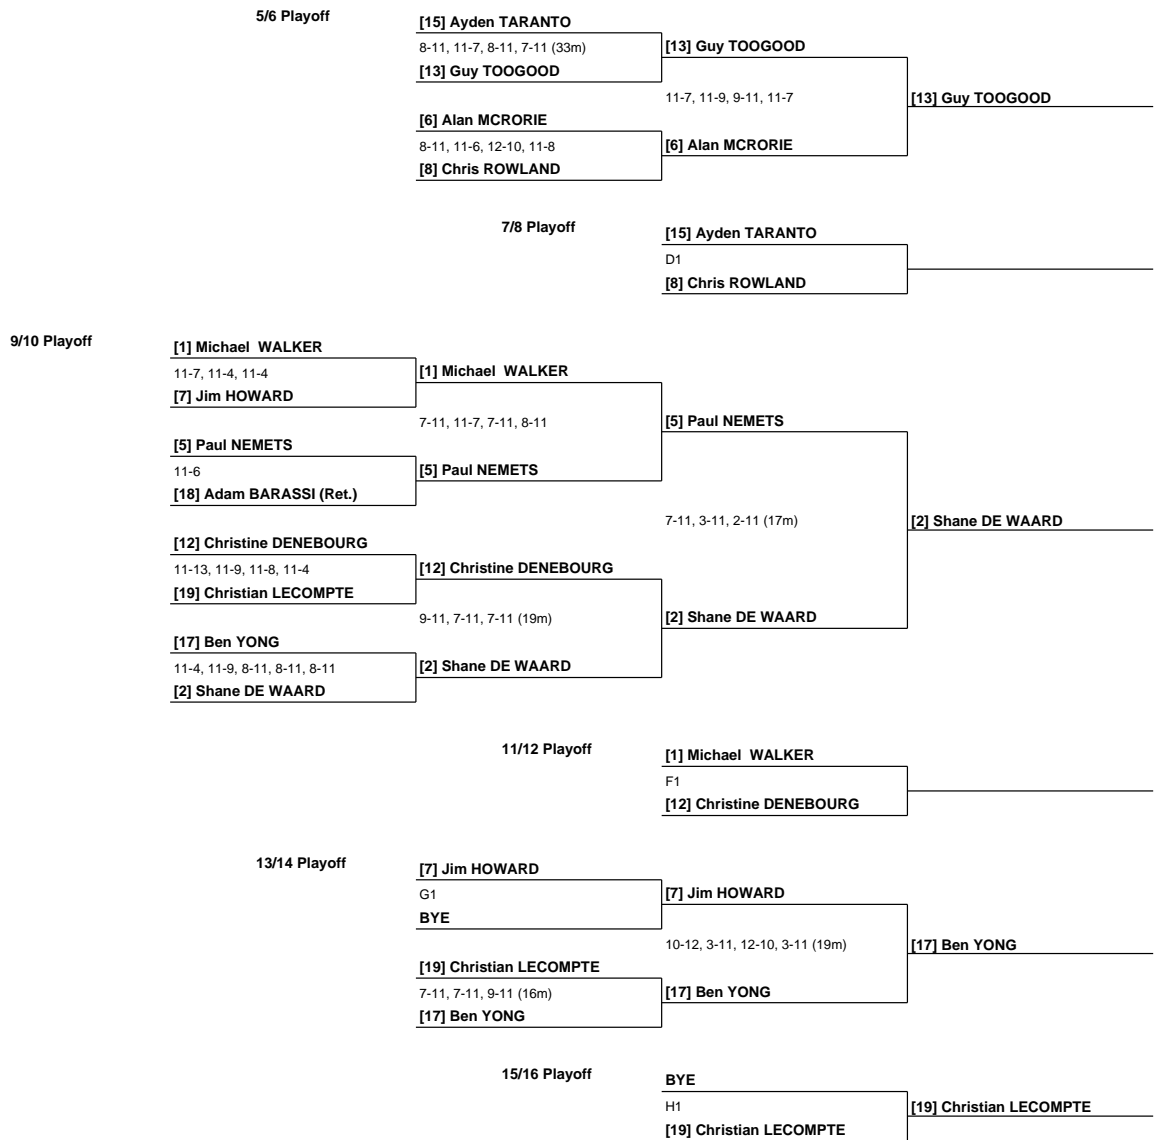 5/6 Playoff
[15] Ayden TARANTO
8-11, 11-7, 8-11, 7-11 (33m)
[13] Guy TOOGOOD
[13] Guy TOOGOOD
11-7, 11-9, 9-11, 11-7
[13] Guy TOOGOOD
[6] Alan MCRORIE
8-11, 11-6, 12-10, 11-8
[6] Alan MCRORIE
[8] Chris ROWLAND
7/8 Playoff
[15] Ayden TARANTO
D1
[8] Chris ROWLAND
9/10 Playoff
[1] Michael WALKER
11-7, 11-4, 11-4
[1] Michael WALKER
[7] Jim HOWARD
7-11, 11-7, 7-11, 8-11
[5] Paul NEMETS
[5] Paul NEMETS
11-6
[5] Paul NEMETS
[18] Adam BARASSI (Ret.)
7-11, 3-11, 2-11 (17m)
[2] Shane DE WAARD
[12] Christine DENEBOURG
11-13, 11-9, 11-8, 11-4
[12] Christine DENEBOURG
[19] Christian LECOMPTE
9-11, 7-11, 7-11 (19m)
[2] Shane DE WAARD
[17] Ben YONG
11-4, 11-9, 8-11, 8-11, 8-11
[2] Shane DE WAARD
[2] Shane DE WAARD
11/12 Playoff
[1] Michael WALKER
F1
[12] Christine DENEBOURG
13/14 Playoff
[7] Jim HOWARD
G1
[7] Jim HOWARD
BYE
10-12, 3-11, 12-10, 3-11 (19m)
[17] Ben YONG
[19] Christian LECOMPTE
7-11, 7-11, 9-11 (16m)
[17] Ben YONG
[17] Ben YONG
15/16 Playoff
BYE
H1
[19] Christian LECOMPTE
[19] Christian LECOMPTE